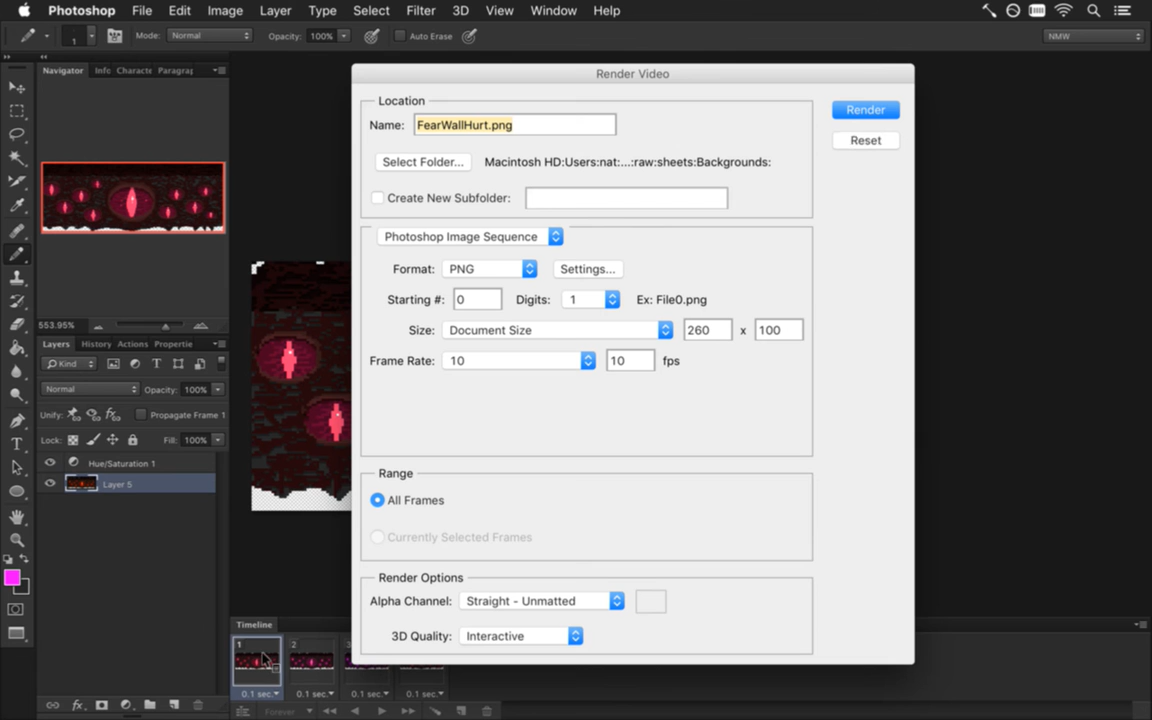 Photoshop File Edit Image Layer Type Select Filter 3D View Window Help
1 Mode: Normal Opacity: 100% Auto Erase NMW
Navigator Info Characte Paragrap
553.95%
Layers History Actions Propertie
Kind
Normal Opacity: 100%
Unify: Propagate Frame 1
Lock: Fill: 100%
Hue/Saturation 1
Layer 5
Render Video
Location
Name: FearWallHurt.png
Select Folder... Macintosh HD:Users:nat:...:raw:sheets:Backgrounds:
Create New Subfolder:
Render
Reset
Photoshop Image Sequence
Format: PNG Settings...
Starting #: 0 Digits: 1 Ex: File0.png
Size: Document Size 260 x 100
Frame Rate: 10 10 fps
Range
All Frames
Currently Selected Frames
Render Options
Alpha Channel: Straight - Unmatted
3D Quality: Interactive
Timeline
1 2 3
0.1 sec. 0.1 sec. 0.1 sec. 0.1 sec.
Forever